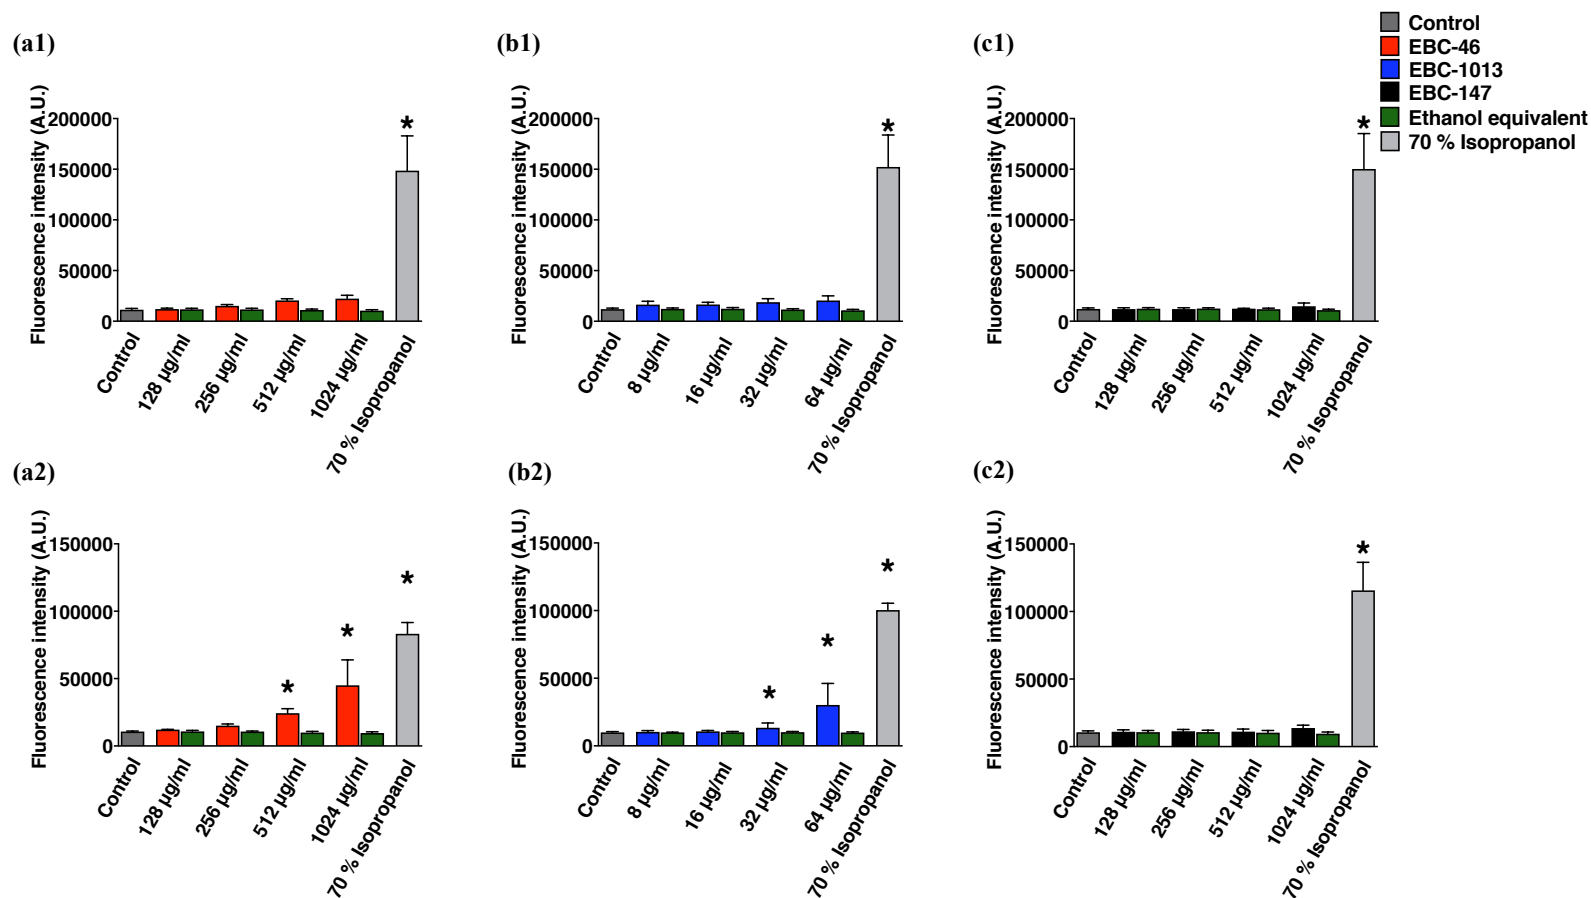 (a1)
Fluorescence intensity (A.U.)
200000
150000
100000
50000
0
Control
128 µg/ml
256 µg/ml
512 µg/ml
1024 µg/ml
70 % Isopropanol
*
(b1)
Fluorescence intensity (A.U.)
200000
150000
100000
50000
0
Control
8 µg/ml
16 µg/ml
32 µg/ml
64 µg/ml
70 % Isopropanol
*
(c1)
Fluorescence intensity (A.U.)
200000
150000
100000
50000
0
Control
128 µg/ml
256 µg/ml
512 µg/ml
1024 µg/ml
70 % Isopropanol
*
Control
EBC-46
EBC-1013
EBC-147
Ethanol equivalent
70 % Isopropanol
(a2)
Fluorescence intensity (A.U.)
150000
100000
50000
0
Control
128 µg/ml
256 µg/ml
512 µg/ml
1024 µg/ml
70 % Isopropanol
*
*
*
(b2)
Fluorescence intensity (A.U.)
150000
100000
50000
0
Control
8 µg/ml
16 µg/ml
32 µg/ml
64 µg/ml
70 % Isopropanol
*
*
*
(c2)
Fluorescence intensity (A.U.)
150000
100000
50000
0
Control
128 µg/ml
256 µg/ml
512 µg/ml
1024 µg/ml
70 % Isopropanol
*